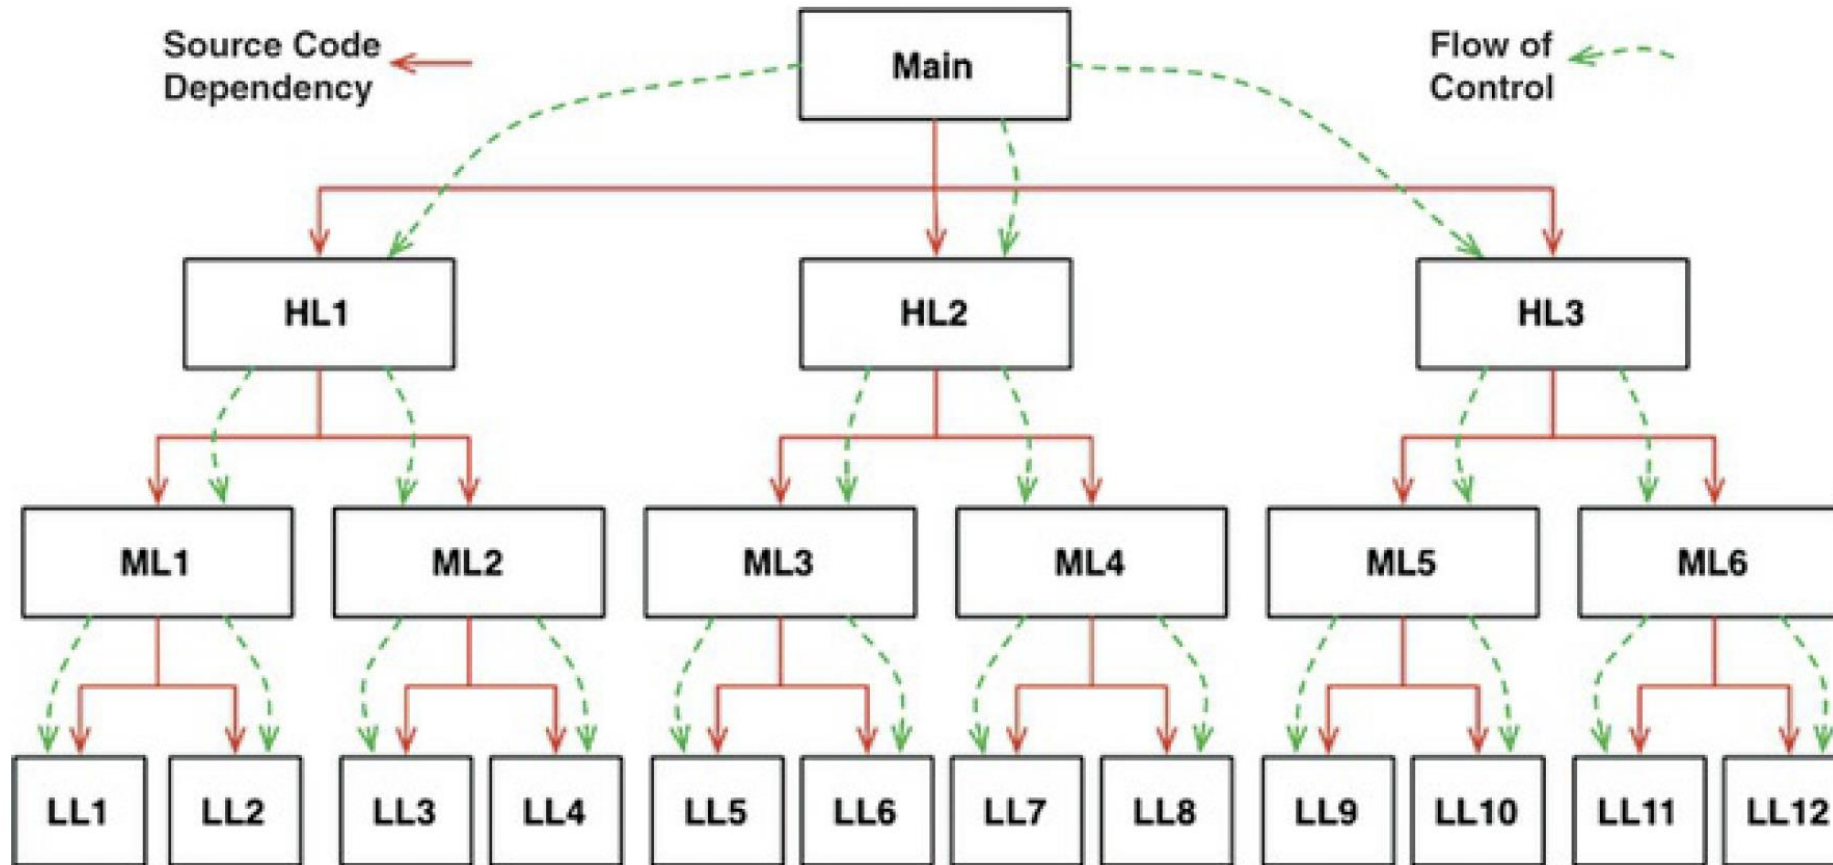 Source Code
Dependency
Main
Flow of
Control
HL1
HL2
HL3
ML1
ML2
ML3
ML4
ML5
ML6
LL1
LL2
LL3
LL4
LL5
LL6
LL7
LL8
LL9
LL10
LL11
LL12